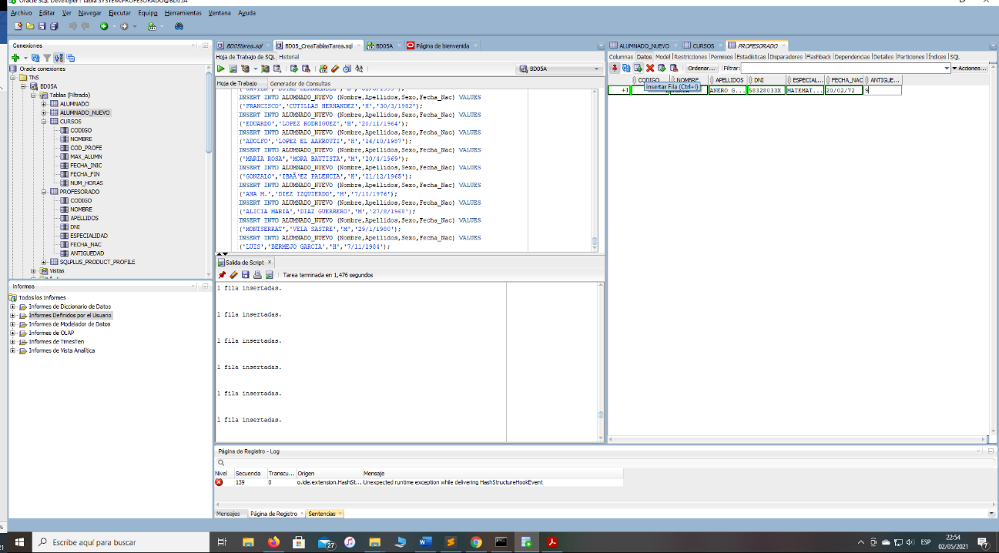 Oracle SQL Developer : Tabla SYSTEM.PROFESORADO@BD05A
Archivo Editar Ver Navegar Ejecutar Equipo Herramientas Ventana Ayuda
Conexiones
Oracle conexiones
TNS
BD05A
Tablas (Filtrado)
ALUMNADO
ALUMNADO_NUEVO
CURSOS
CODIGO
NOMBRE
COD_PROFE
MAX_ALUMN
FECHA_INIC
FECHA_FIN
NUM_HORAS
PROFESORADO
CODIGO
NOMBRE
APELLIDOS
DNI
ESPECIALIDAD
FECHA_NAC
ANTIGUEDAD
SQLPLUS_PRODUCT_PROFILE
Vistas
Informes
Todos los Informes
Informes de Diccionario de Datos
Informes Definidos por el Usuario
Informes de Modelador de Datos
Informes de OLAP
Informes de TimesTen
Informes de Vista Analítica
BD05tarea.sql BD05_CreaTablasTarea.sql BD05A Página de bienvenida
Hoja de Trabajo de SQL Historial
BD05A
Hoja de Trabajo Generador de Consultas
INSERT INTO ALUMNADO_NUEVO (Nombre,Apellidos,Sexo,Fecha_Nac) VALUES
('FRANCISCO','CUTILLAS HERNANDEZ','H','30/3/1982');
INSERT INTO ALUMNADO_NUEVO (Nombre,Apellidos,Sexo,Fecha_Nac) VALUES
('EDUARDO','LOPEZ RODRIGUEZ','H','20/11/1964');
INSERT INTO ALUMNADO_NUEVO (Nombre,Apellidos,Sexo,Fecha_Nac) VALUES
('ADOLFO','LOPEZ EL AAKROUTI','H','16/10/1987');
INSERT INTO ALUMNADO_NUEVO (Nombre,Apellidos,Sexo,Fecha_Nac) VALUES
('MARIA ROSA','MORA BAUTISTA','M','20/4/1969');
INSERT INTO ALUMNADO_NUEVO (Nombre,Apellidos,Sexo,Fecha_Nac) VALUES
('GONZALO','IBAÃ‘EZ PALENCIA','H','21/12/1965');
INSERT INTO ALUMNADO_NUEVO (Nombre,Apellidos,Sexo,Fecha_Nac) VALUES
('ANA M.','DIEZ IZQUIERDO','M','7/10/1976');
INSERT INTO ALUMNADO_NUEVO (Nombre,Apellidos,Sexo,Fecha_Nac) VALUES
('ALICIA MARIA','DIAZ GUERRERO','M','27/8/1968');
INSERT INTO ALUMNADO_NUEVO (Nombre,Apellidos,Sexo,Fecha_Nac) VALUES
('MONTSERRAT','VELA SASTRE','M','29/1/1980');
INSERT INTO ALUMNADO_NUEVO (Nombre,Apellidos,Sexo,Fecha_Nac) VALUES
('LUIS','BERMEJO GARCIA','H','7/11/1984');
Salida de Script
Tarea terminada en 1,476 segundos
1 fila insertadas.
1 fila insertadas.
1 fila insertadas.
1 fila insertadas.
1 fila insertadas.
1 fila insertadas.
ALUMNADO_NUEVO CURSOS PROFESORADO
Columnas Datos Model Restricciones Permisos Estadísticas Disparadores Flashback Dependencias Detalles Particiones Índices SQL
Ordenar... Filtrar: Acciones...
CODIGO NOMBRE APELLIDOS DNI ESPECIAL... FECHA_NAC ANTIGUE...
Insertar Fila (Ctrl+I)
+1 ANERO G... 58328033X MATEMAT... 20/02/72 9
Página de Registro - Log
Nivel Secuencia Transcu... Origen Mensaje
139 0 o.ide.extension.HashSt... Unexpected runtime exception while delivering HashStructureHookEvent
Mensajes Página de Registro Sentencias
Escribe aquí para buscar
27
ESP
22:54
02/05/2021
7